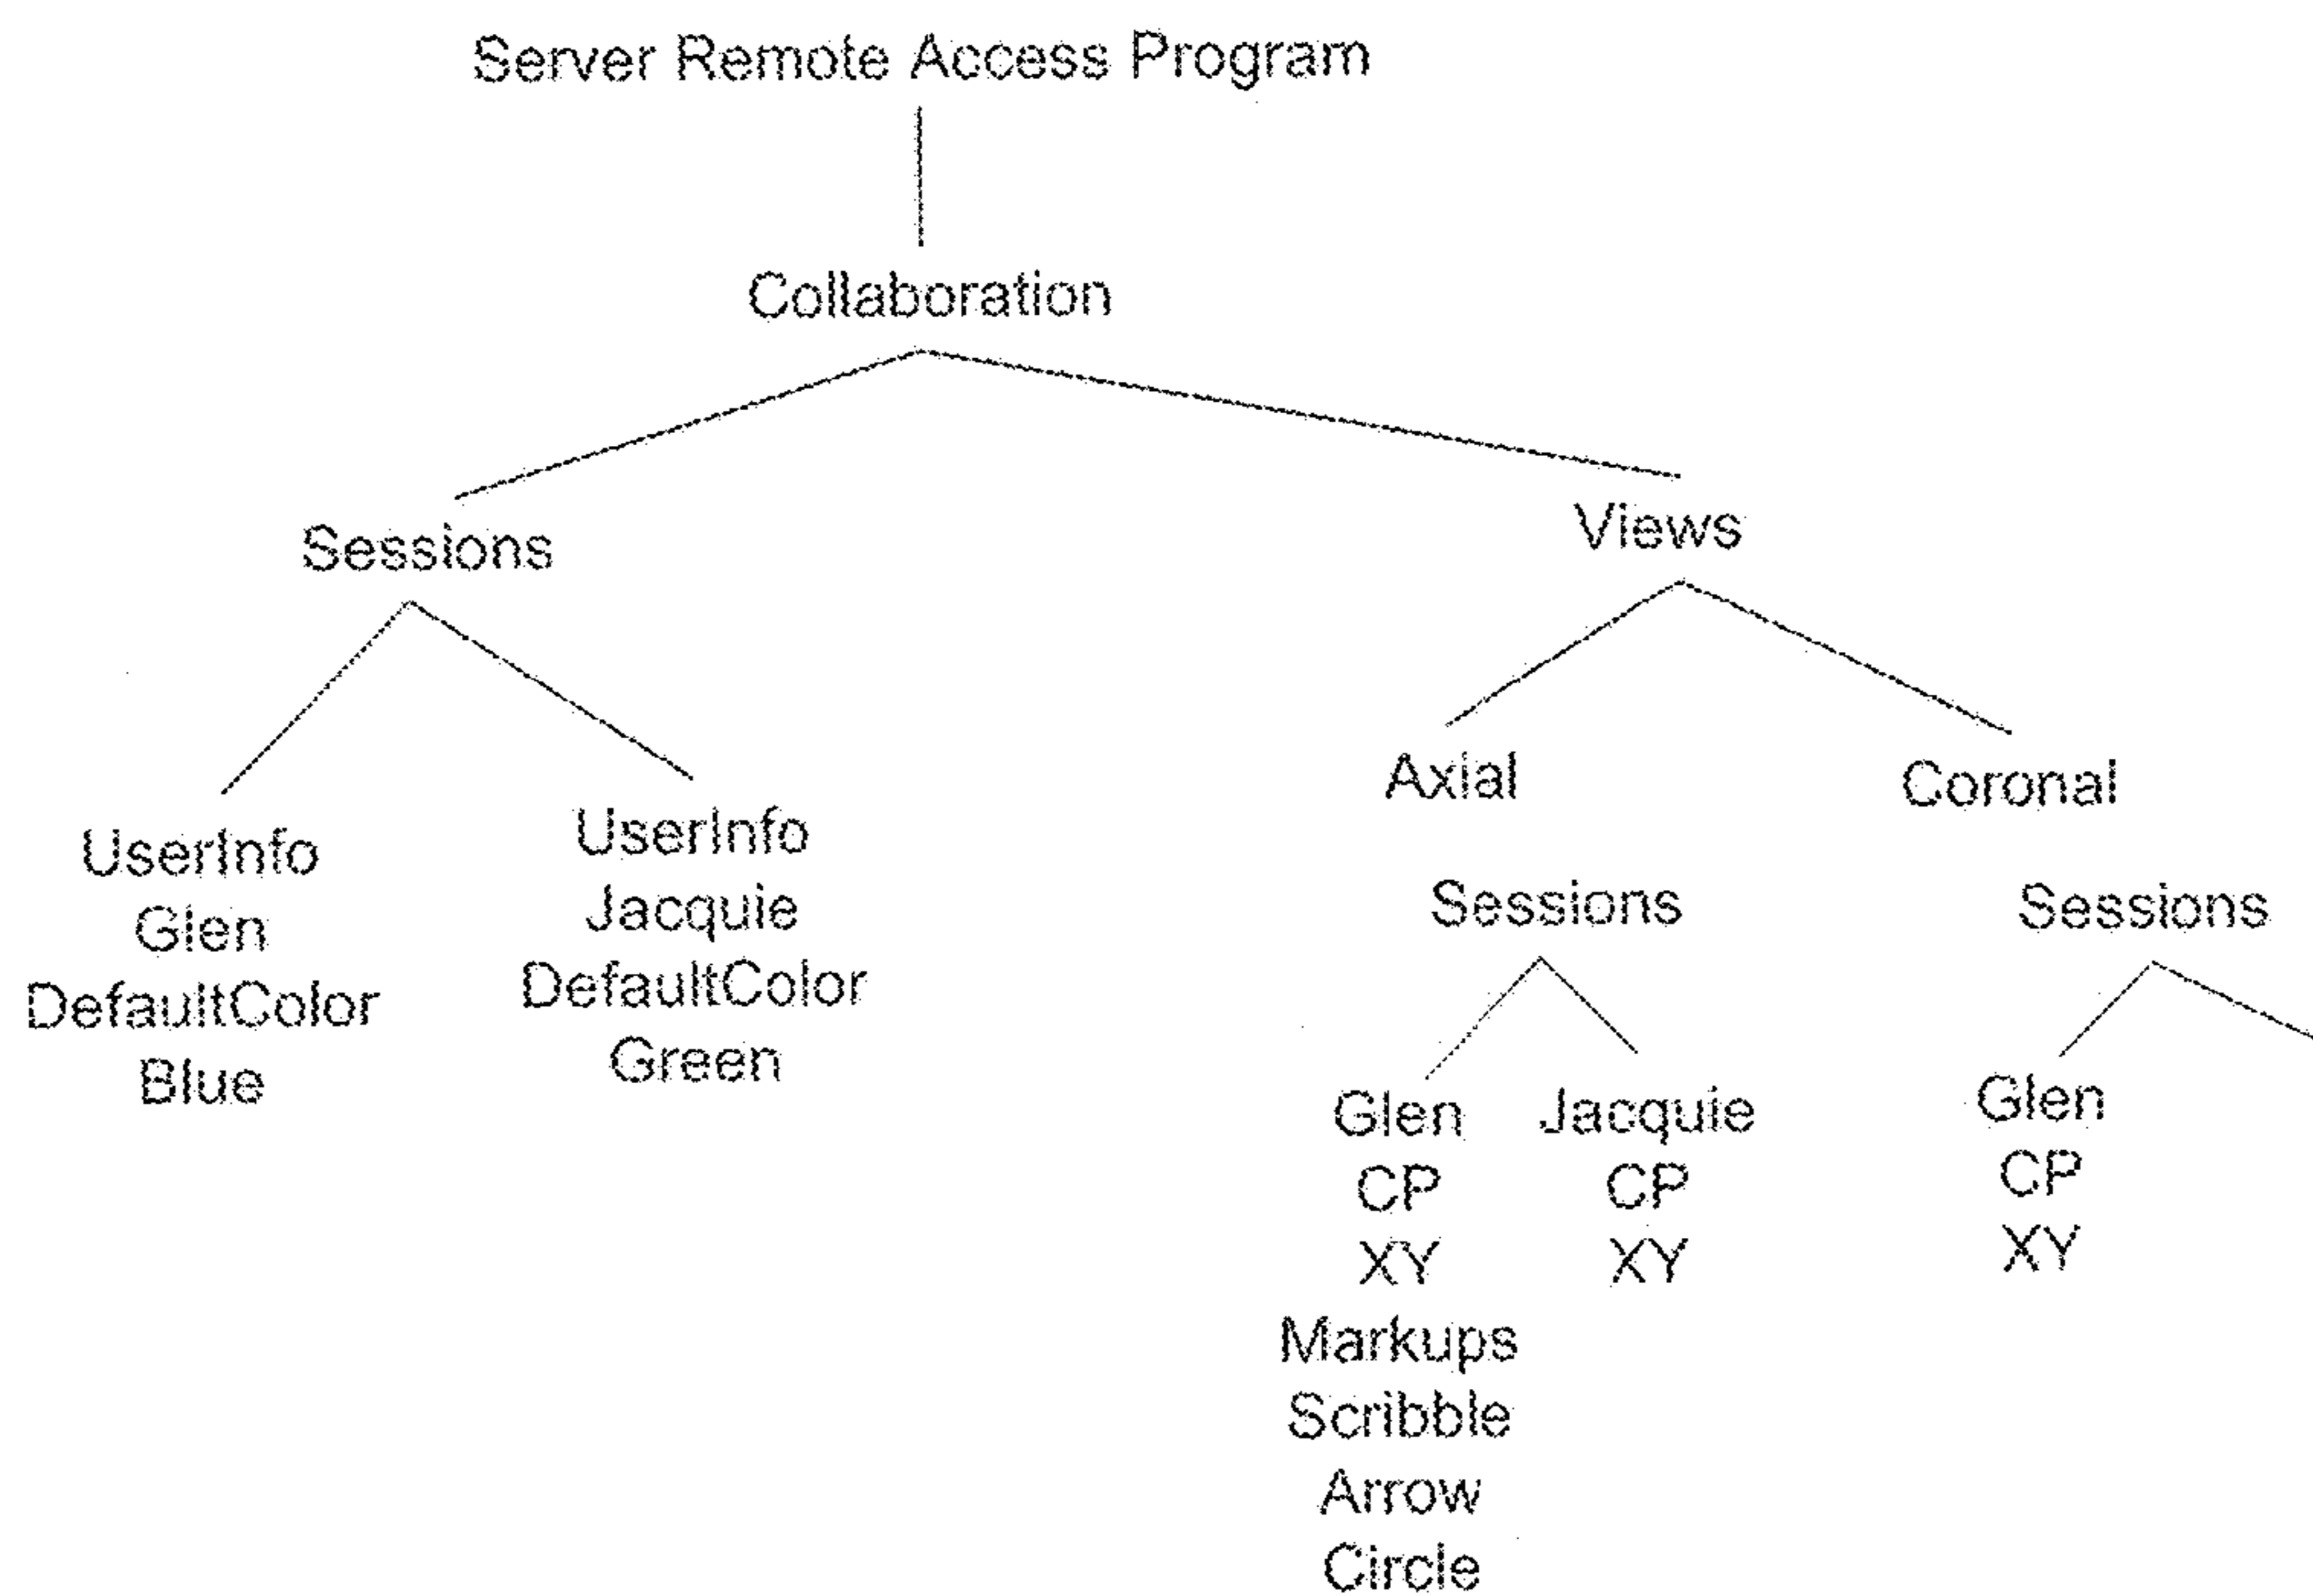 Server Remote Access Program
Collaboration
Sessions
Views
UserInfo
Glen
DefaultColor
Blue
UserInfo
Jacquie
DefaultColor
Green
Axial
Coronal
Sessions
Sessions
Glen
CP
XY
Markups
Scribble
Arrow
Circle
Jacquie
CP
XY
Glen
CP
XY